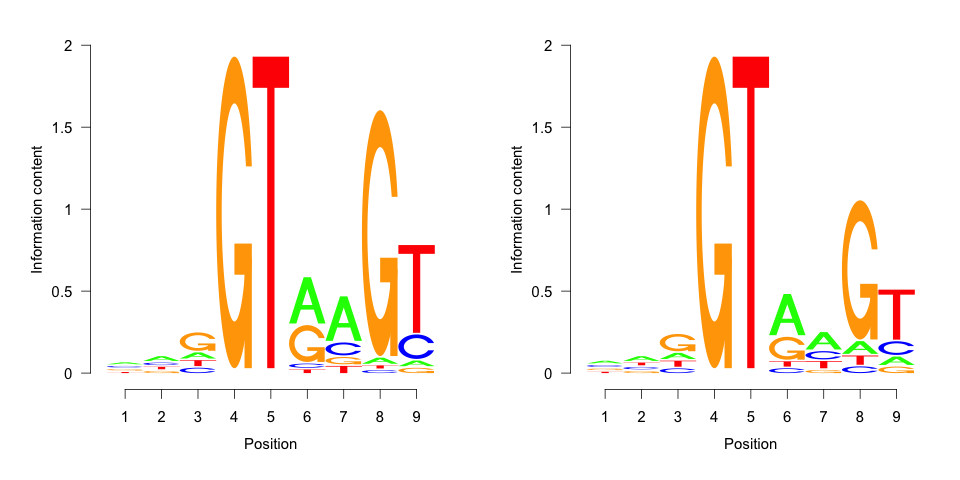 Information content
2
1.5
1
0.5
0
1 2 3 4 5 6 7 8 9
Position
G T A A G T
G A G C G C
Information content
2
1.5
1
0.5
0
1 2 3 4 5 6 7 8 9
Position
G T A A G T
G G C A C